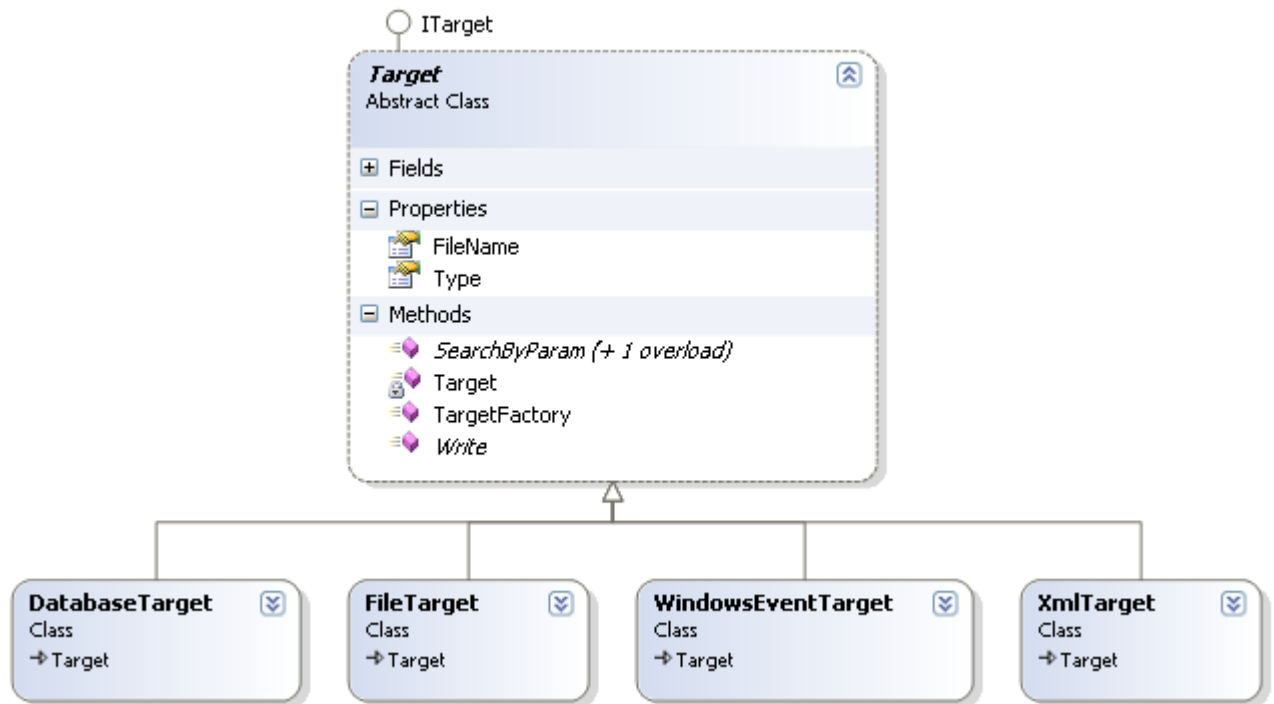 ITarget
Target
Abstract Class
Fields
Properties
FileName
Type
Methods
SearchByParam (+ 1 overload)
Target
TargetFactory
Write
DatabaseTarget
Class
Target
FileTarget
Class
Target
WindowsEventTarget
Class
Target
XmlTarget
Class
Target